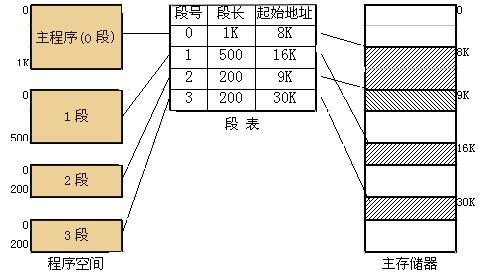 0
主程序(0段)
1K
0
1段
500
0
2段
200
0
3段
200
程序空间
段号 段长 起始地址
0 1K 8K
1 500 16K
2 200 9K
3 200 30K
段 表
0
8K
9K
16K
30K
主存储器